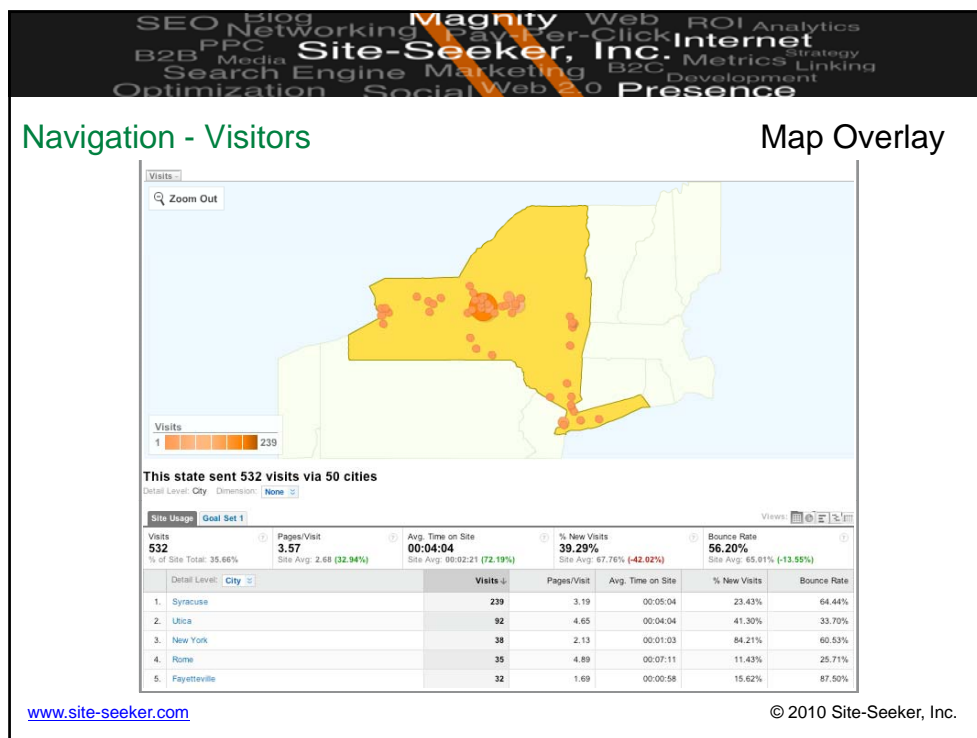 SEO Blog Magnify Web ROI Analytics
Networking Pay-Per-Click Internet
B2B PPC Media Site-Seeker, Inc. Metrics Strategy
Search Engine Marketing B2C Development Linking
Optimization Social Web 2.0 Presence
Navigation - Visitors Map Overlay
Visits
Zoom Out
Visits
1 239
This state sent 532 visits via 50 cities
Detail Level: City Dimension: None
Site Usage Goal Set 1 Views:
Visits Pages/Visit Avg. Time on Site % New Visits Bounce Rate
532 3.57 00:04:04 39.29% 56.20%
% of Site Total: 35.66% Site Avg: 2.68 (32.94%) Site Avg: 00:02:21 (72.19%) Site Avg: 67.76% (-42.02%) Site Avg: 65.01% (-13.55%)
Detail Level: City Visits ↓ Pages/Visit Avg. Time on Site % New Visits Bounce Rate
1. Syracuse 239 3.19 00:05:04 23.43% 64.44%
2. Utica 92 4.65 00:04:04 41.30% 33.70%
3. New York 38 2.13 00:01:03 84.21% 60.53%
4. Rome 35 4.89 00:07:11 11.43% 25.71%
5. Fayetteville 32 1.69 00:00:58 15.62% 87.50%
www.site-seeker.com © 2010 Site-Seeker, Inc.